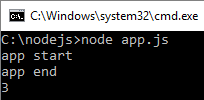 C:\Windows\system32\cmd.exe
C:\nodejs>node app.js
app start
app end
3